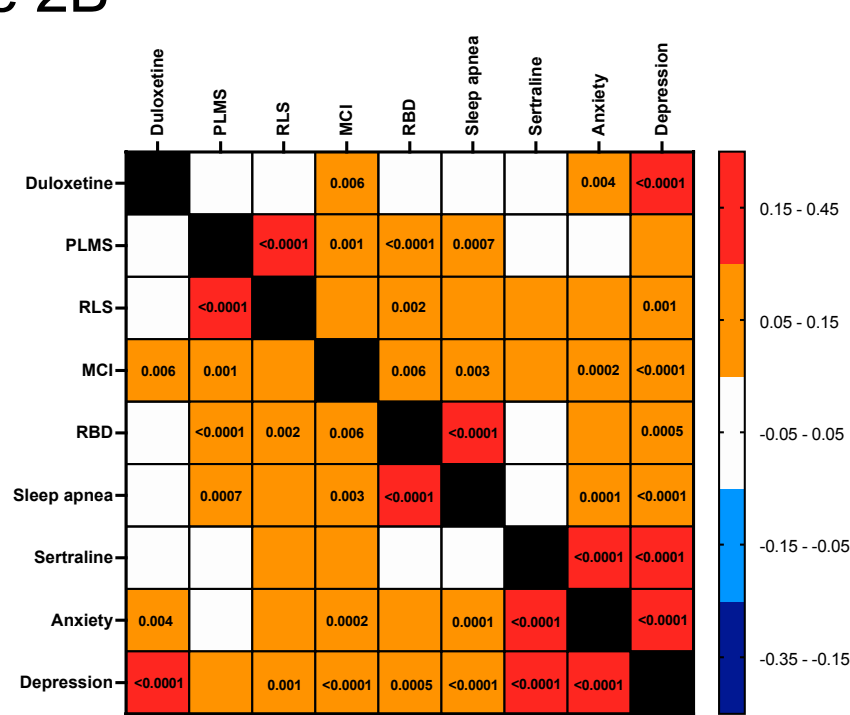 e 2B
Duloxetine PLMS RLS MCI RBD Sleep apnea Sertraline Anxiety Depression
Duloxetine 0.006 0.004 <0.0001
PLMS <0.0001 0.001 <0.0001 0.0007
RLS <0.0001 0.002 0.001
MCI 0.006 0.001 0.006 0.003 0.0002 <0.0001
RBD <0.0001 0.002 0.006 <0.0001 0.0005
Sleep apnea 0.0007 0.003 <0.0001 0.0001 <0.0001
Sertraline <0.0001 <0.0001
Anxiety 0.004 0.0002 0.0001 <0.0001 <0.0001
Depression <0.0001 0.001 <0.0001 0.0005 <0.0001 <0.0001 <0.0001
0.15 - 0.45
0.05 - 0.15
-0.05 - 0.05
-0.15 - -0.05
-0.35 - -0.15